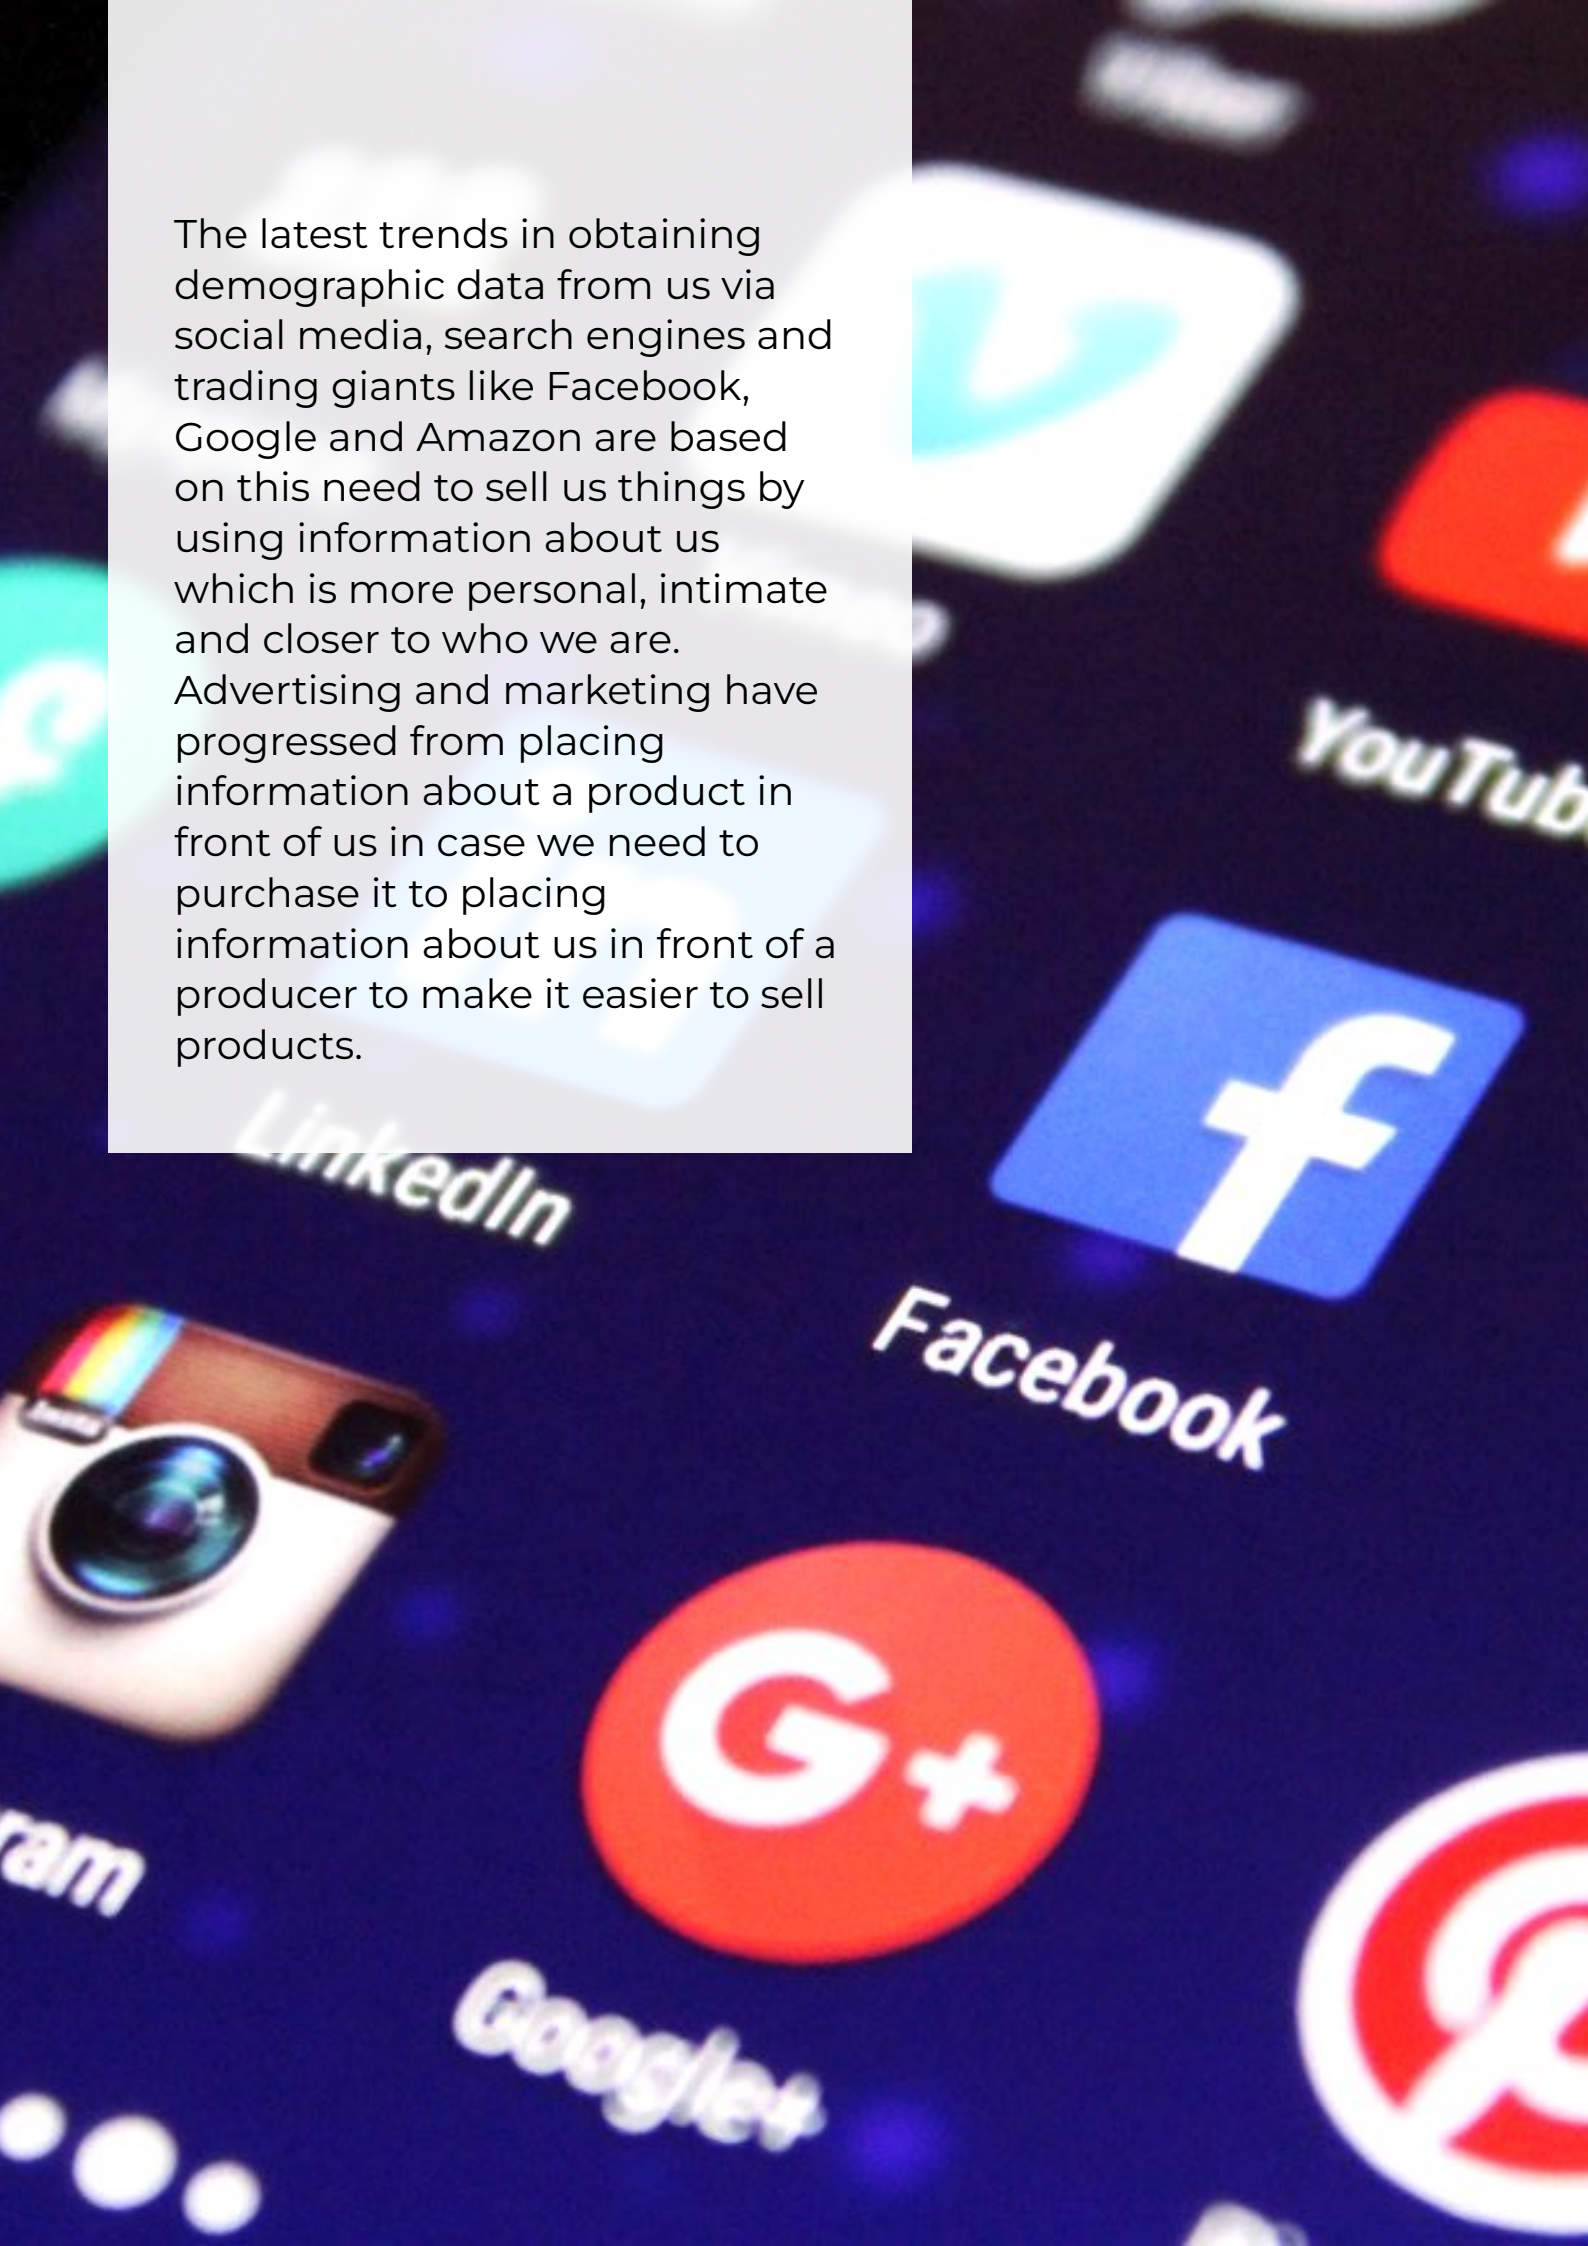 The latest trends in obtaining
demographic data from us via
social media, search engines and
trading giants like Facebook,
Google and Amazon are based
on this need to sell us things by
using information about us
which is more personal, intimate
and closer to who we are.
Advertising and marketing have
progressed from placing
information about a product in
front of us in case we need to
purchase it to placing
information about us in front of a
producer to make it easier to sell
products.
YouTub
in
LinkedIn
f
Facebook
G+
ram
Google+